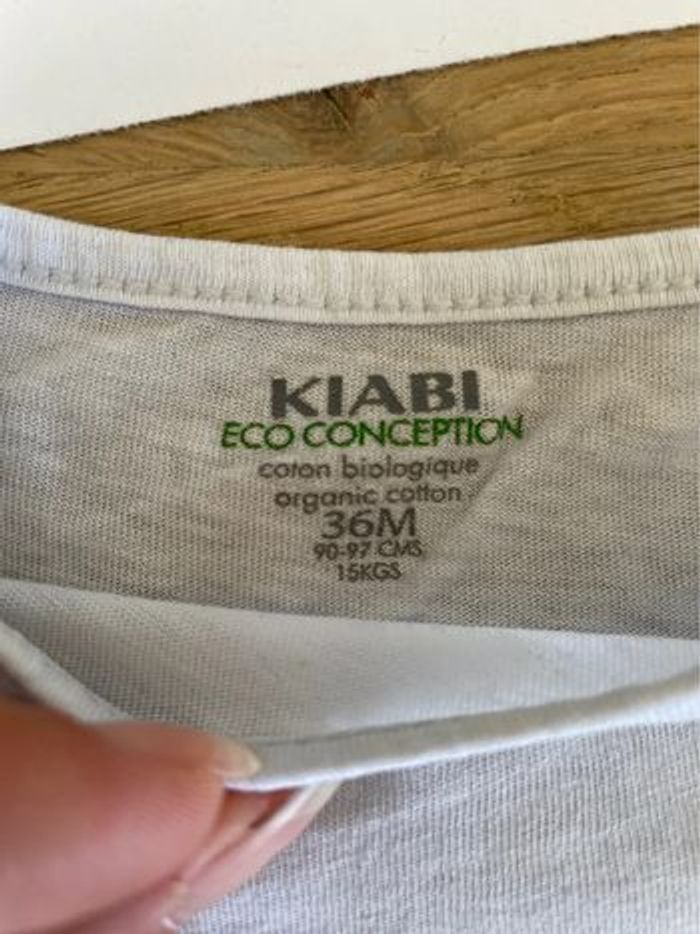 KIABI
ECO CONCEPTION
coton biologique
organic cotton
36M
90-97 CMS
15KGS